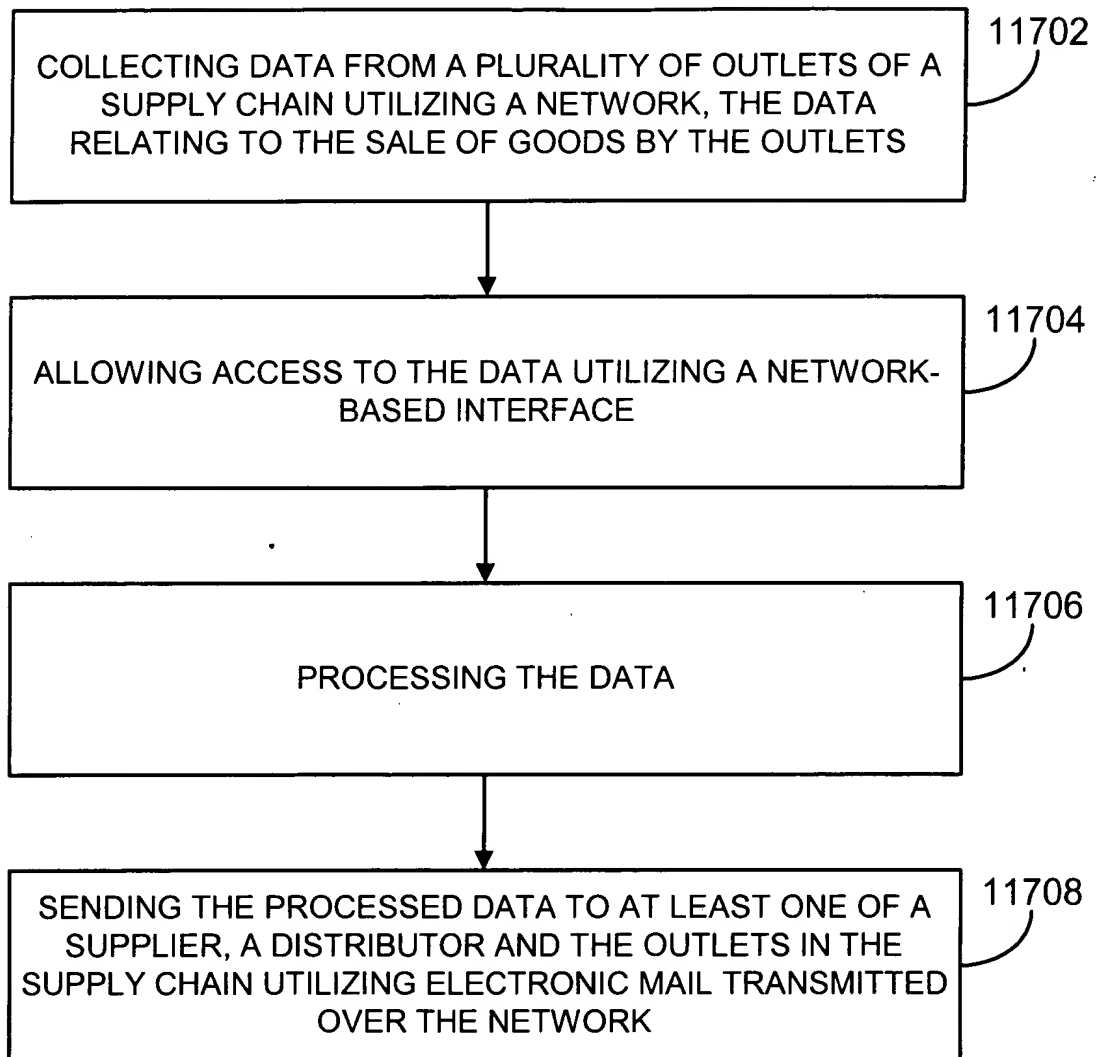 11702
COLLECTING DATA FROM A PLURALITY OF OUTLETS OF A
SUPPLY CHAIN UTILIZING A NETWORK, THE DATA
RELATING TO THE SALE OF GOODS BY THE OUTLETS
11704
ALLOWING ACCESS TO THE DATA UTILIZING A NETWORK-
BASED INTERFACE
11706
PROCESSING THE DATA
11708
SENDING THE PROCESSED DATA TO AT LEAST ONE OF A
SUPPLIER, A DISTRIBUTOR AND THE OUTLETS IN THE
SUPPLY CHAIN UTILIZING ELECTRONIC MAIL TRANSMITTED
OVER THE NETWORK